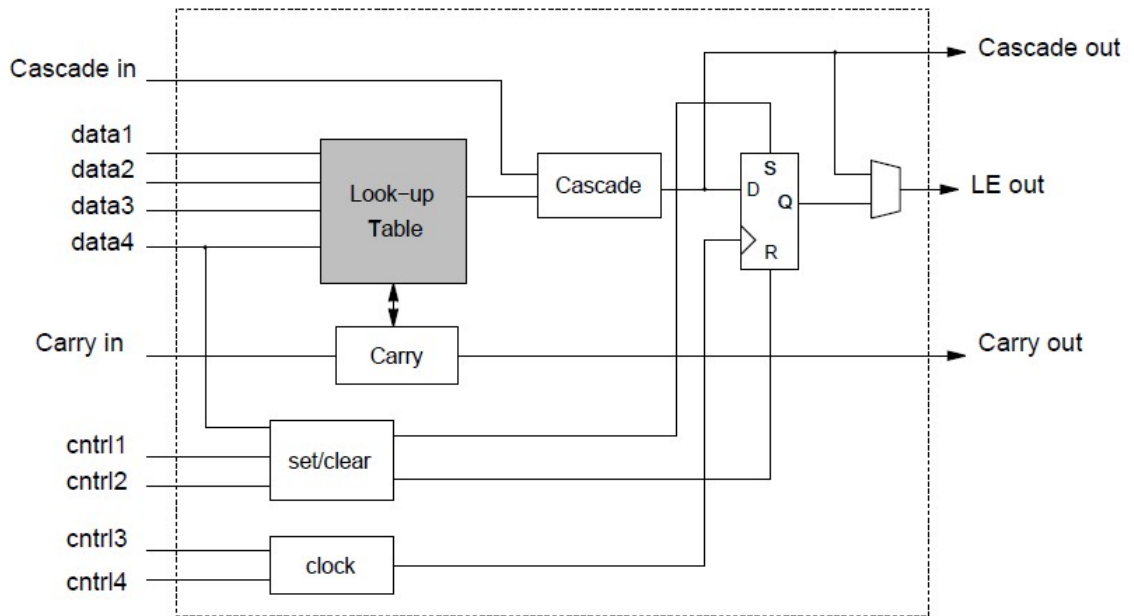 Cascade in
Cascade out
data1
data2
data3
data4
Look-up
Table
Cascade
S
D
Q
R
LE out
Carry in
Carry
Carry out
cntrl1
cntrl2
set/clear
cntrl3
cntrl4
clock